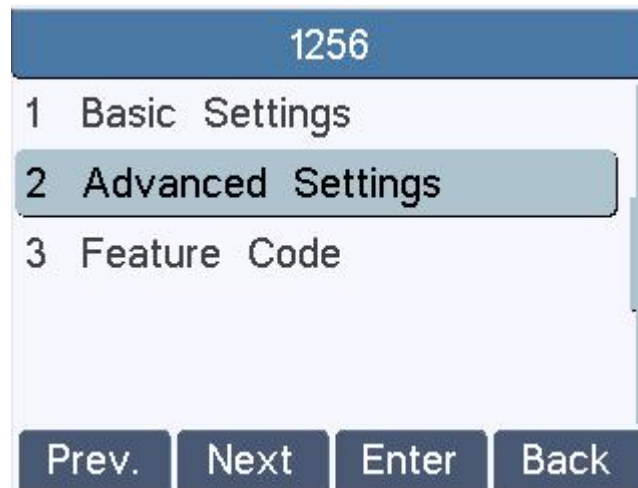 1256
1 Basic Settings
2 Advanced Settings
3 Feature Code
Prev. Next Enter Back